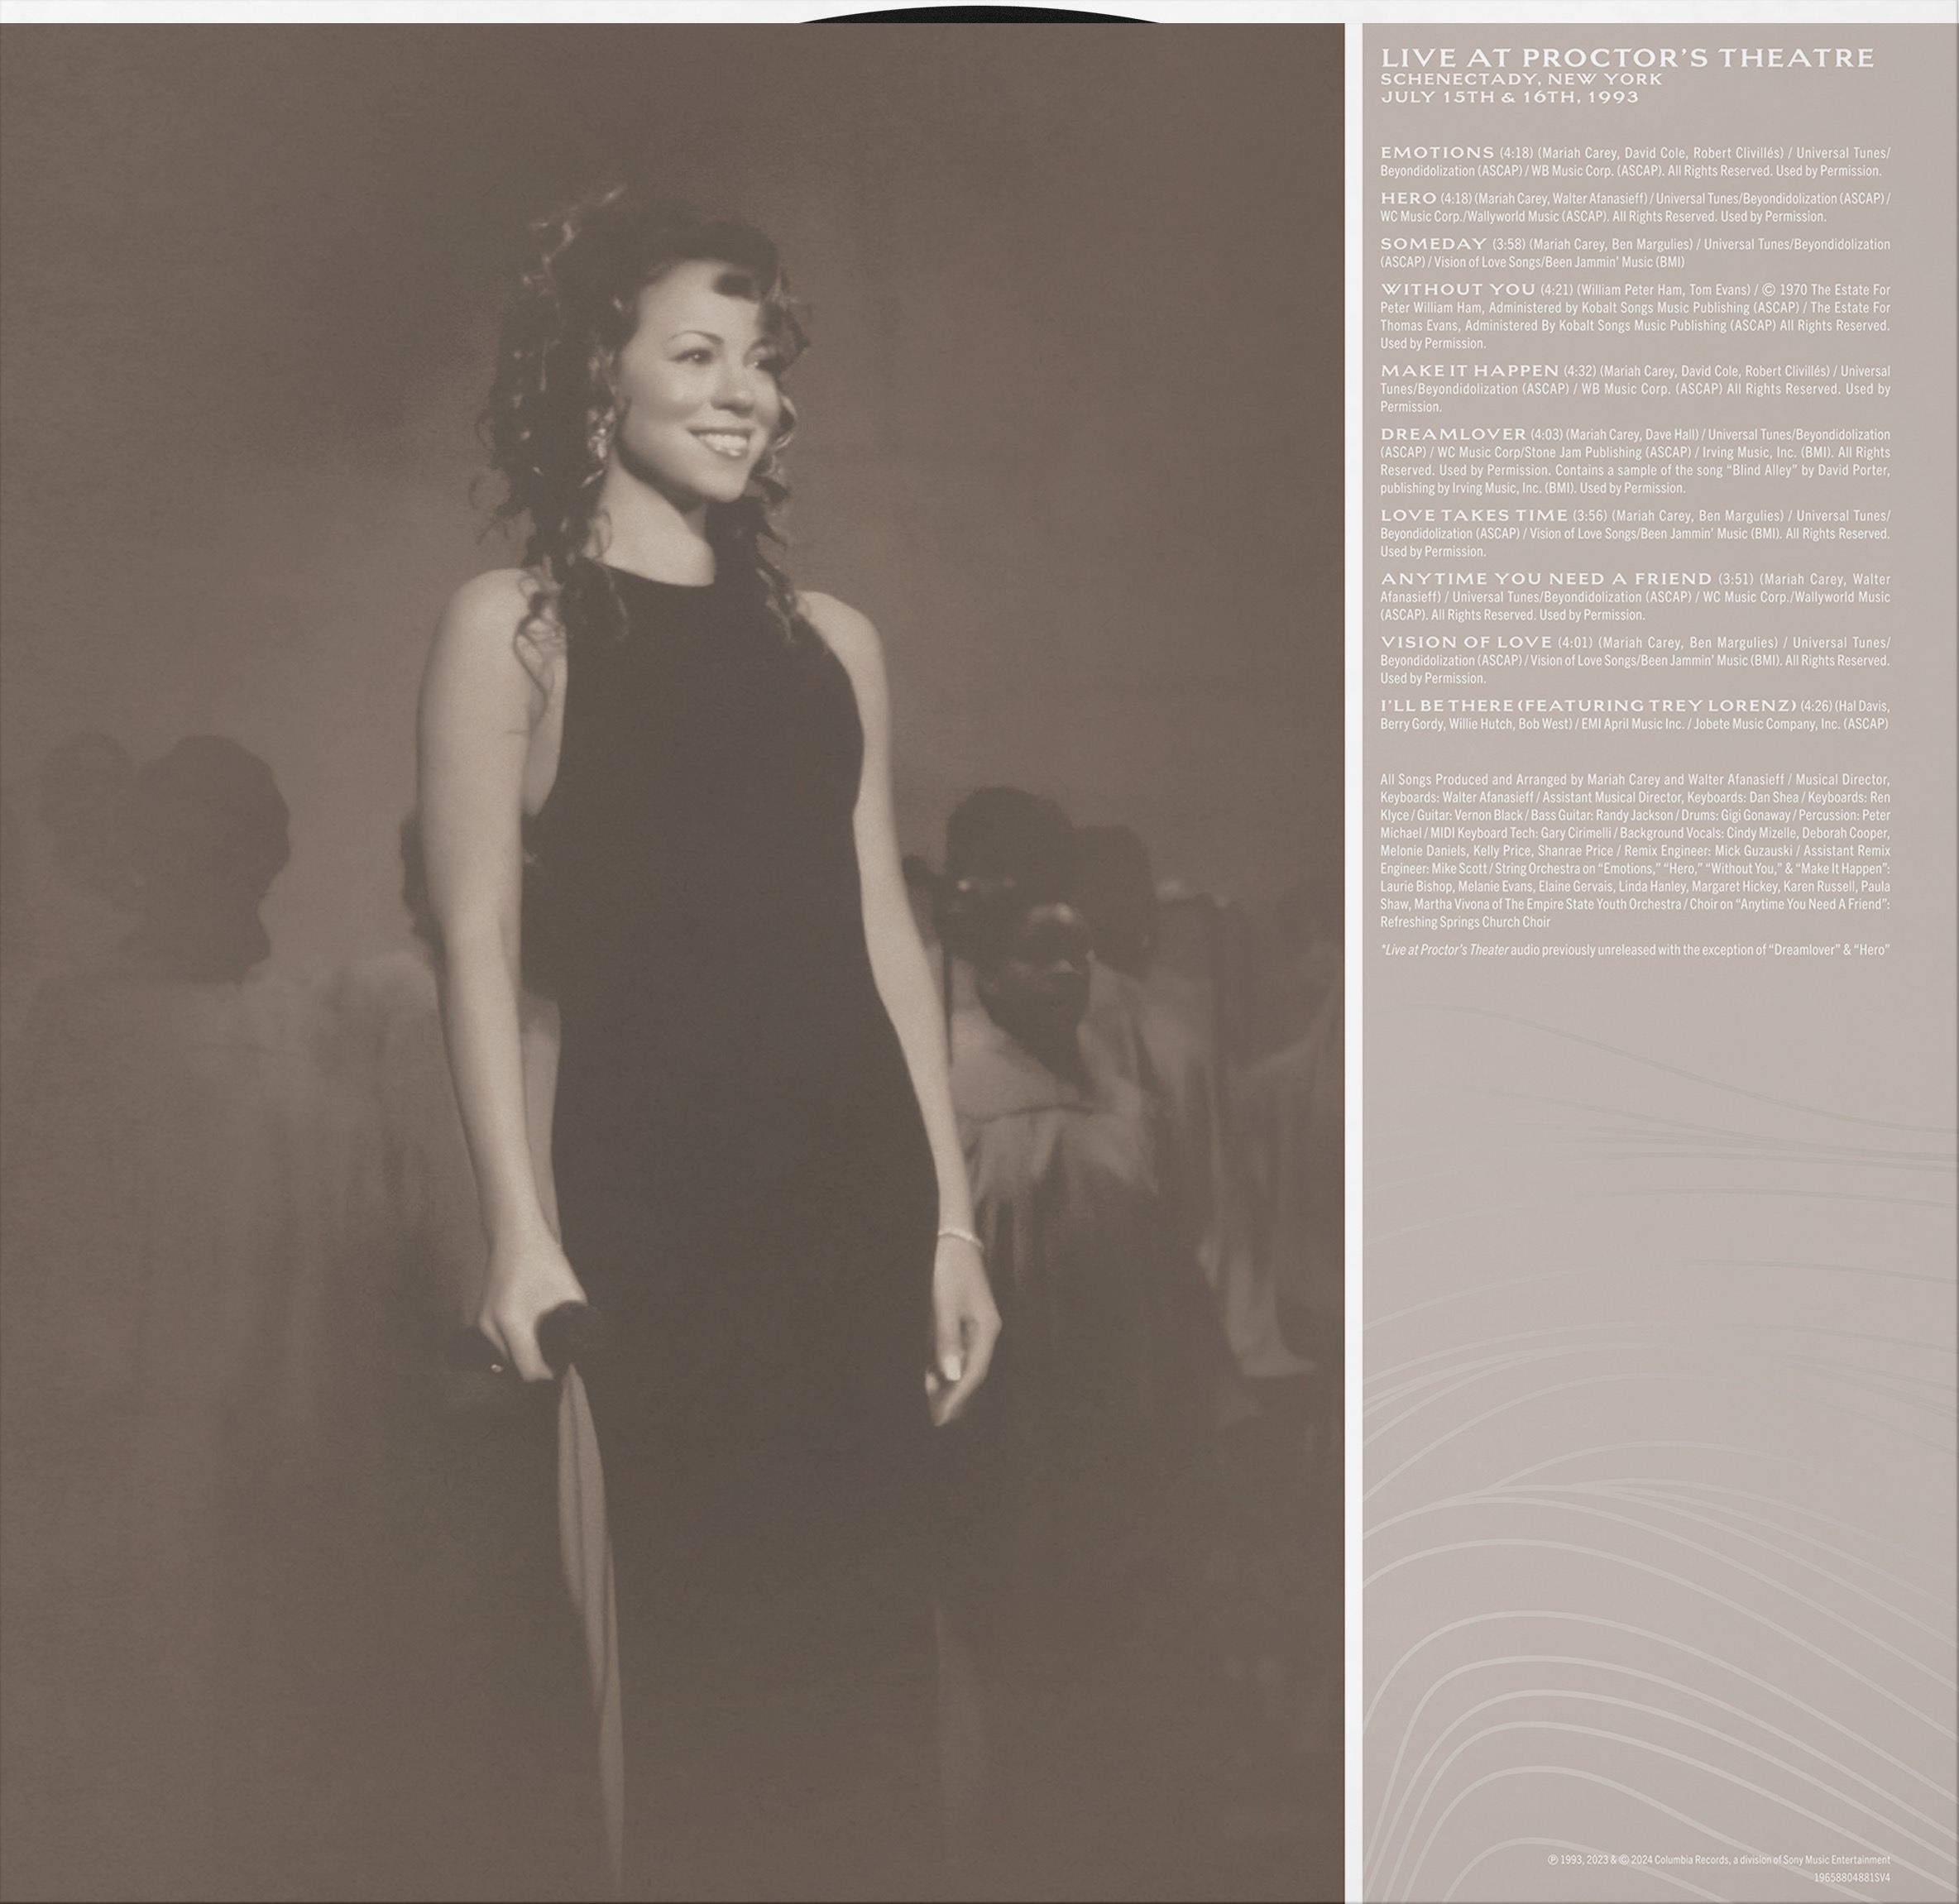 LIVE AT PROCTOR'S THEATRE
SCHENECTADY, NEW YORK
JULY 15TH & 16TH, 1993
EMOTIONS (4:18) (Mariah Carey, David Cole, Robert Clivillés) / Universal Tunes/
Beyondidolization (ASCAP) / WB Music Corp. (ASCAP). All Rights Reserved. Used by Permission.
HERO (4:18) (Mariah Carey, Walter Afanasieff) / Universal Tunes/Beyondidolization (ASCAP) /
WC Music Corp./Wallyworld Music (ASCAP). All Rights Reserved. Used by Permission.
SOMEDAY (3:58) (Mariah Carey, Ben Margulies) / Universal Tunes/Beyondidolization
(ASCAP) / Vision of Love Songs/Been Jammin' Music (BMI)
WITHOUT YOU (4:21) (William Peter Ham, Tom Evans) / © 1970 The Estate For
Peter William Ham, Administered by Kobalt Songs Music Publishing (ASCAP) / The Estate For
Thomas Evans, Administered By Kobalt Songs Music Publishing (ASCAP) All Rights Reserved.
Used by Permission.
MAKE IT HAPPEN (4:32) (Mariah Carey, David Cole, Robert Clivillés) / Universal
Tunes/Beyondidolization (ASCAP) / WB Music Corp. (ASCAP) All Rights Reserved. Used by
Permission.
DREAMLOVER (4:03) (Mariah Carey, Dave Hall) / Universal Tunes/Beyondidolization
(ASCAP) / WC Music Corp/Stone Jam Publishing (ASCAP) / Irving Music, Inc. (BMI). All Rights
Reserved. Used by Permission. Contains a sample of the song “Blind Alley” by David Porter,
publishing by Irving Music, Inc. (BMI). Used by Permission.
LOVE TAKES TIME (3:56) (Mariah Carey, Ben Margulies) / Universal Tunes/
Beyondidolization (ASCAP) / Vision of Love Songs/Been Jammin' Music (BMI). All Rights Reserved.
Used by Permission.
ANYTIME YOU NEED A FRIEND (3:51) (Mariah Carey, Walter
Afanasieff) / Universal Tunes/Beyondidolization (ASCAP) / WC Music Corp./Wallyworld Music
(ASCAP). All Rights Reserved. Used by Permission.
VISION OF LOVE (4:01) (Mariah Carey, Ben Margulies) / Universal Tunes/
Beyondidolization (ASCAP) / Vision of Love Songs/Been Jammin' Music (BMI). All Rights Reserved.
Used by Permission.
I'LL BE THERE (FEATURING TREY LORENZ) (4:26) (Hal Davis,
Berry Gordy, Willie Hutch, Bob West) / EMI April Music Inc. / Jobete Music Company, Inc. (ASCAP)
All Songs Produced and Arranged by Mariah Carey and Walter Afanasieff / Musical Director,
Keyboards: Walter Afanasieff / Assistant Musical Director, Keyboards: Dan Shea / Keyboards: Ren
Klyce / Guitar: Vernon Black / Bass Guitar: Randy Jackson / Drums: Gigi Gonaway / Percussion: Peter
Michael / MIDI Keyboard Tech: Gary Cirimelli / Background Vocals: Cindy Mizelle, Deborah Cooper,
Melonie Daniels, Kelly Price, Shanrae Price / Remix Engineer: Mick Guzauski / Assistant Remix
Engineer: Mike Scott / String Orchestra on “Emotions,” “Hero,” “Without You,” & “Make It Happen”:
Laurie Bishop, Melanie Evans, Elaine Gervais, Linda Hanley, Margaret Hickey, Karen Russell, Paula
Shaw, Martha Vivona of The Empire State Youth Orchestra / Choir on “Anytime You Need A Friend”:
Refreshing Springs Church Choir
*Live at Proctor's Theater audio previously unreleased with the exception of “Dreamlover” & “Hero”
℗ 1993, 2023 & © 2024 Columbia Records, a division of Sony Music Entertainment
19658804881SV4